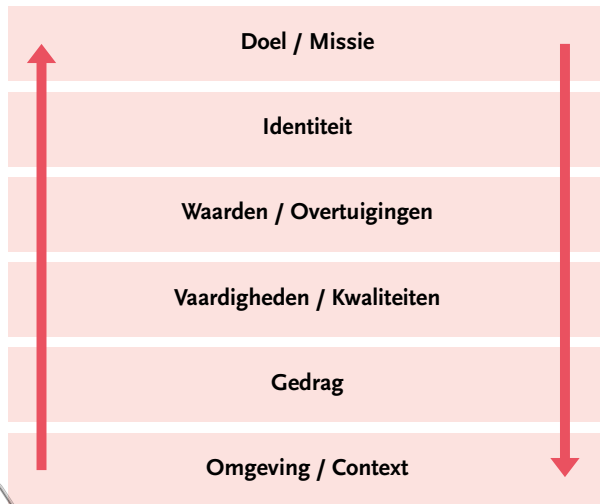 Doel / Missie
Identiteit
Waarden / Overtuigingen
Vaardigheden / Kwaliteiten
Gedrag
Omgeving / Context